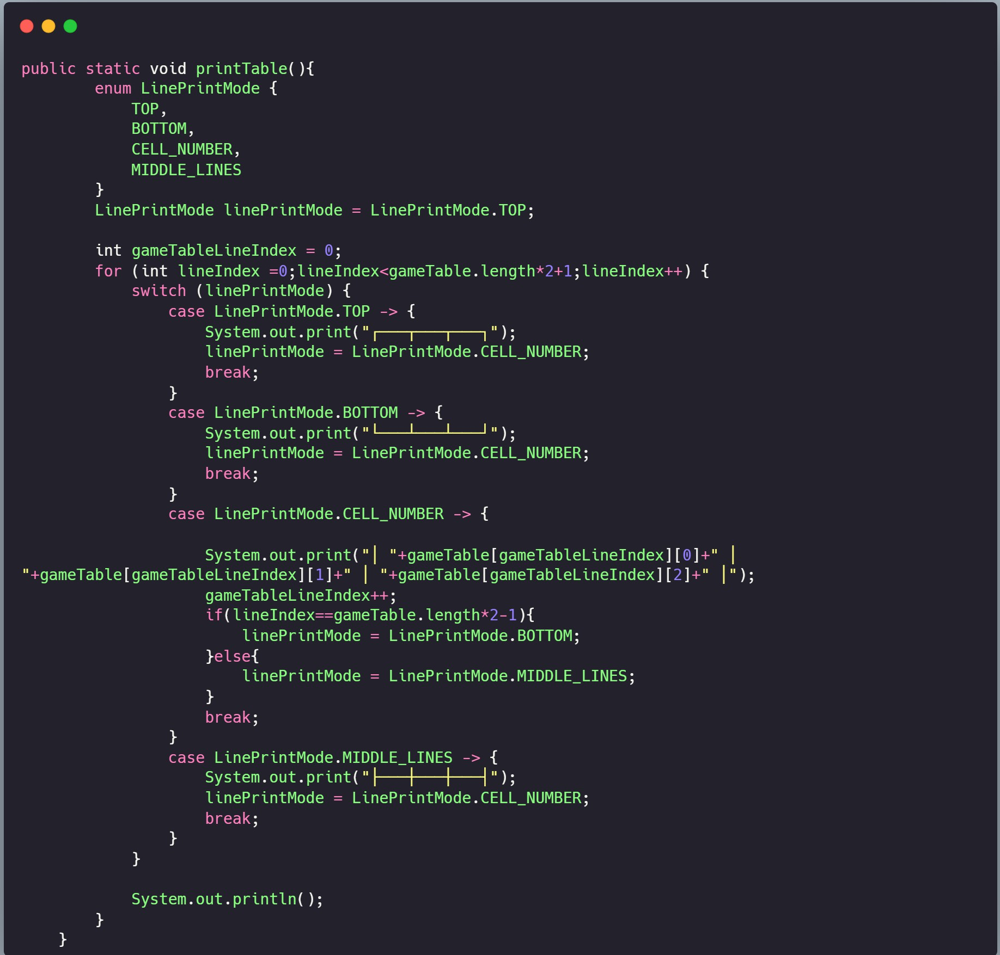 public static void printTable(){
        enum LinePrintMode {
            TOP,
            BOTTOM,
            CELL_NUMBER,
            MIDDLE_LINES
        }
        LinePrintMode linePrintMode = LinePrintMode.TOP;

        int gameTableLineIndex = 0;
        for (int lineIndex =0;lineIndex<gameTable.length*2+1;lineIndex++) {
            switch (linePrintMode) {
                case LinePrintMode.TOP -> {
                    System.out.print("┌───┬───┬───┐");
                    linePrintMode = LinePrintMode.CELL_NUMBER;
                    break;
                }
                case LinePrintMode.BOTTOM -> {
                    System.out.print("└───┴───┴───┘");
                    linePrintMode = LinePrintMode.CELL_NUMBER;
                    break;
                }
                case LinePrintMode.CELL_NUMBER -> {

                    System.out.print("│ "+gameTable[gameTableLineIndex][0]+" │
"+gameTable[gameTableLineIndex][1]+" │ "+gameTable[gameTableLineIndex][2]+" │");
                    gameTableLineIndex++;
                    if(lineIndex==gameTable.length*2-1){
                        linePrintMode = LinePrintMode.BOTTOM;
                    }else{
                        linePrintMode = LinePrintMode.MIDDLE_LINES;
                    }
                    break;
                }
                case LinePrintMode.MIDDLE_LINES -> {
                    System.out.print("├───┼───┼───┤");
                    linePrintMode = LinePrintMode.CELL_NUMBER;
                    break;
                }
            }

            System.out.println();
        }
    }